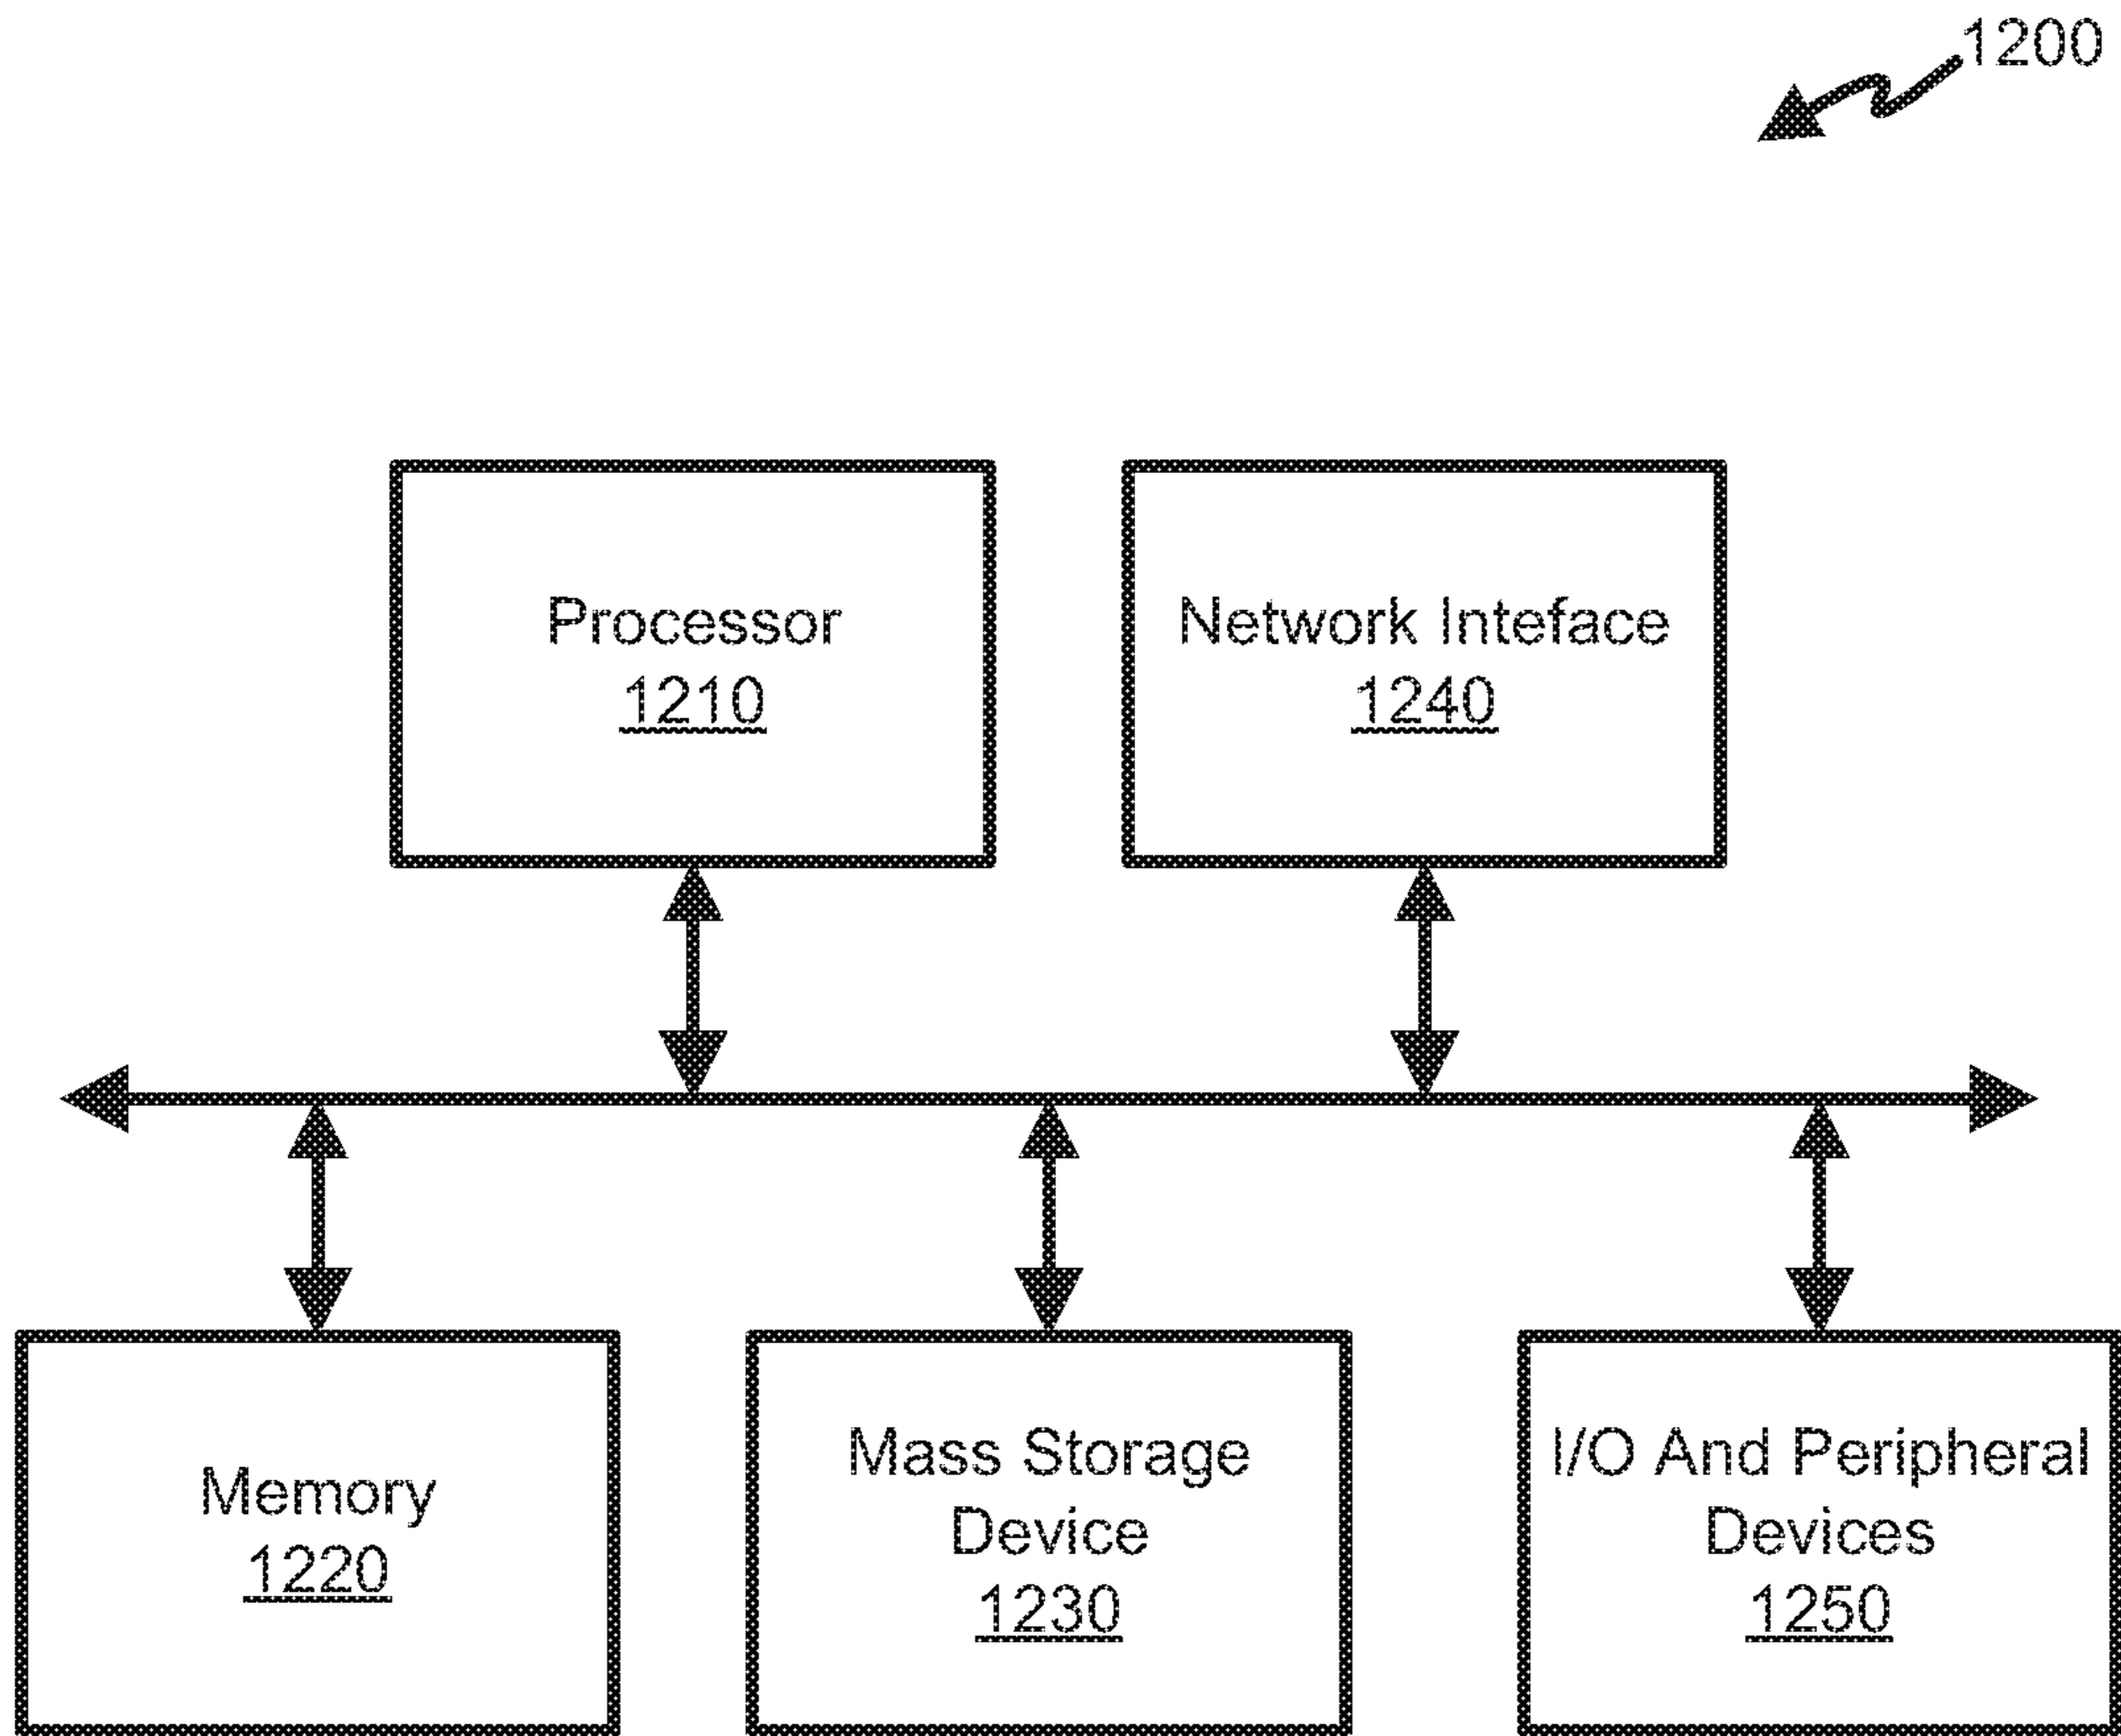 1200
Processor
1210
Network Inteface
1240
Memory
1220
Mass Storage
Device
1230
I/O And Peripheral
Devices
1250